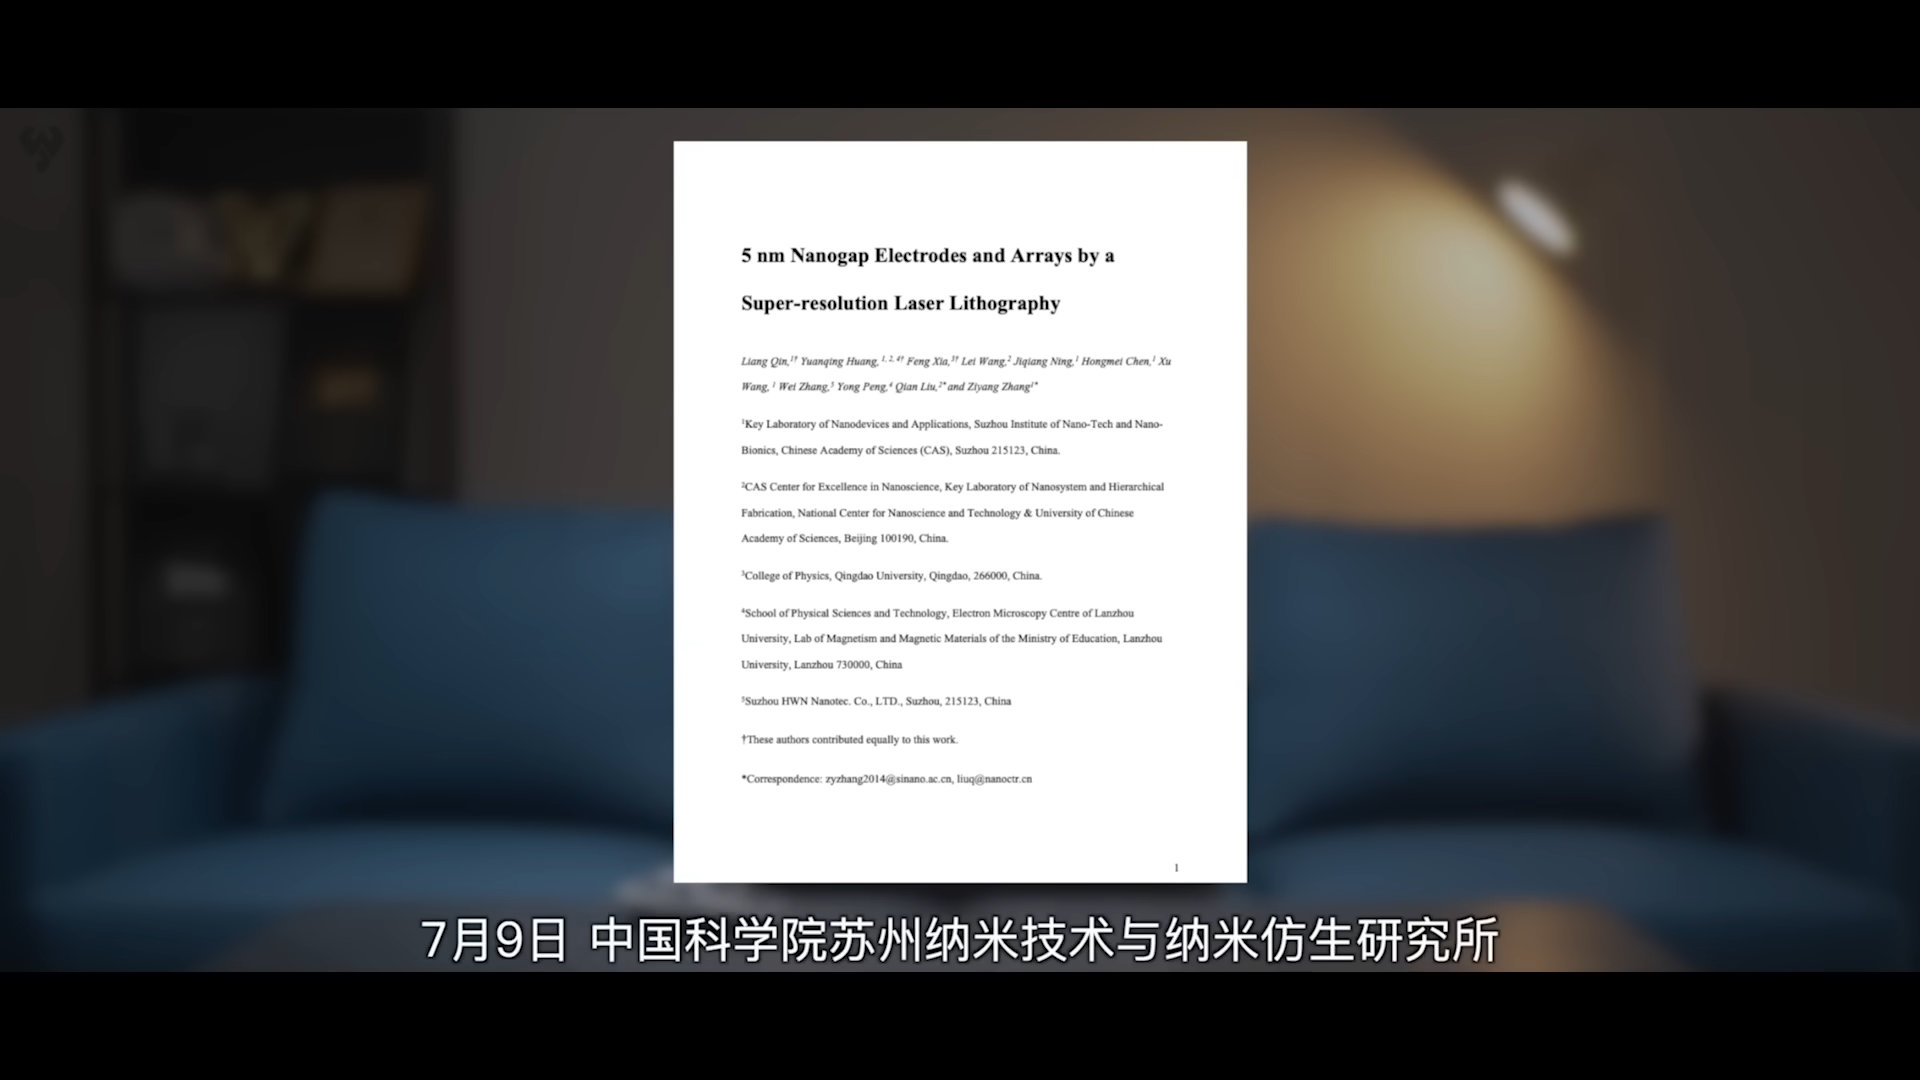 5 nm Nanogap Electrodes and Arrays by a
Super-resolution Laser Lithography
Liang Qin,1† Yuanqing Huang, 1, 2, 4† Feng Xia,3† Lei Wang,2 Jiqiang Ning,1 Hongmei Chen,1 Xu
Wang, 1 Wei Zhang,5 Yong Peng,4 Qian Liu,2* and Ziyang Zhang1*
1Key Laboratory of Nanodevices and Applications, Suzhou Institute of Nano-Tech and Nano-
Bionics, Chinese Academy of Sciences (CAS), Suzhou 215123, China.
2CAS Center for Excellence in Nanoscience, Key Laboratory of Nanosystem and Hierarchical
Fabrication, National Center for Nanoscience and Technology & University of Chinese
Academy of Sciences, Beijing 100190, China.
3College of Physics, Qingdao University, Qingdao, 266000, China.
4School of Physical Sciences and Technology, Electron Microscopy Centre of Lanzhou
University, Lab of Magnetism and Magnetic Materials of the Ministry of Education, Lanzhou
University, Lanzhou 730000, China
5Suzhou HWN Nanotec. Co., LTD., Suzhou, 215123, China
†These authors contributed equally to this work.
*Correspondence: zyzhang2014@sinano.ac.cn, liuq@nanoctr.cn
1
7月9日 中国科学院苏州纳米技术与纳米仿生研究所